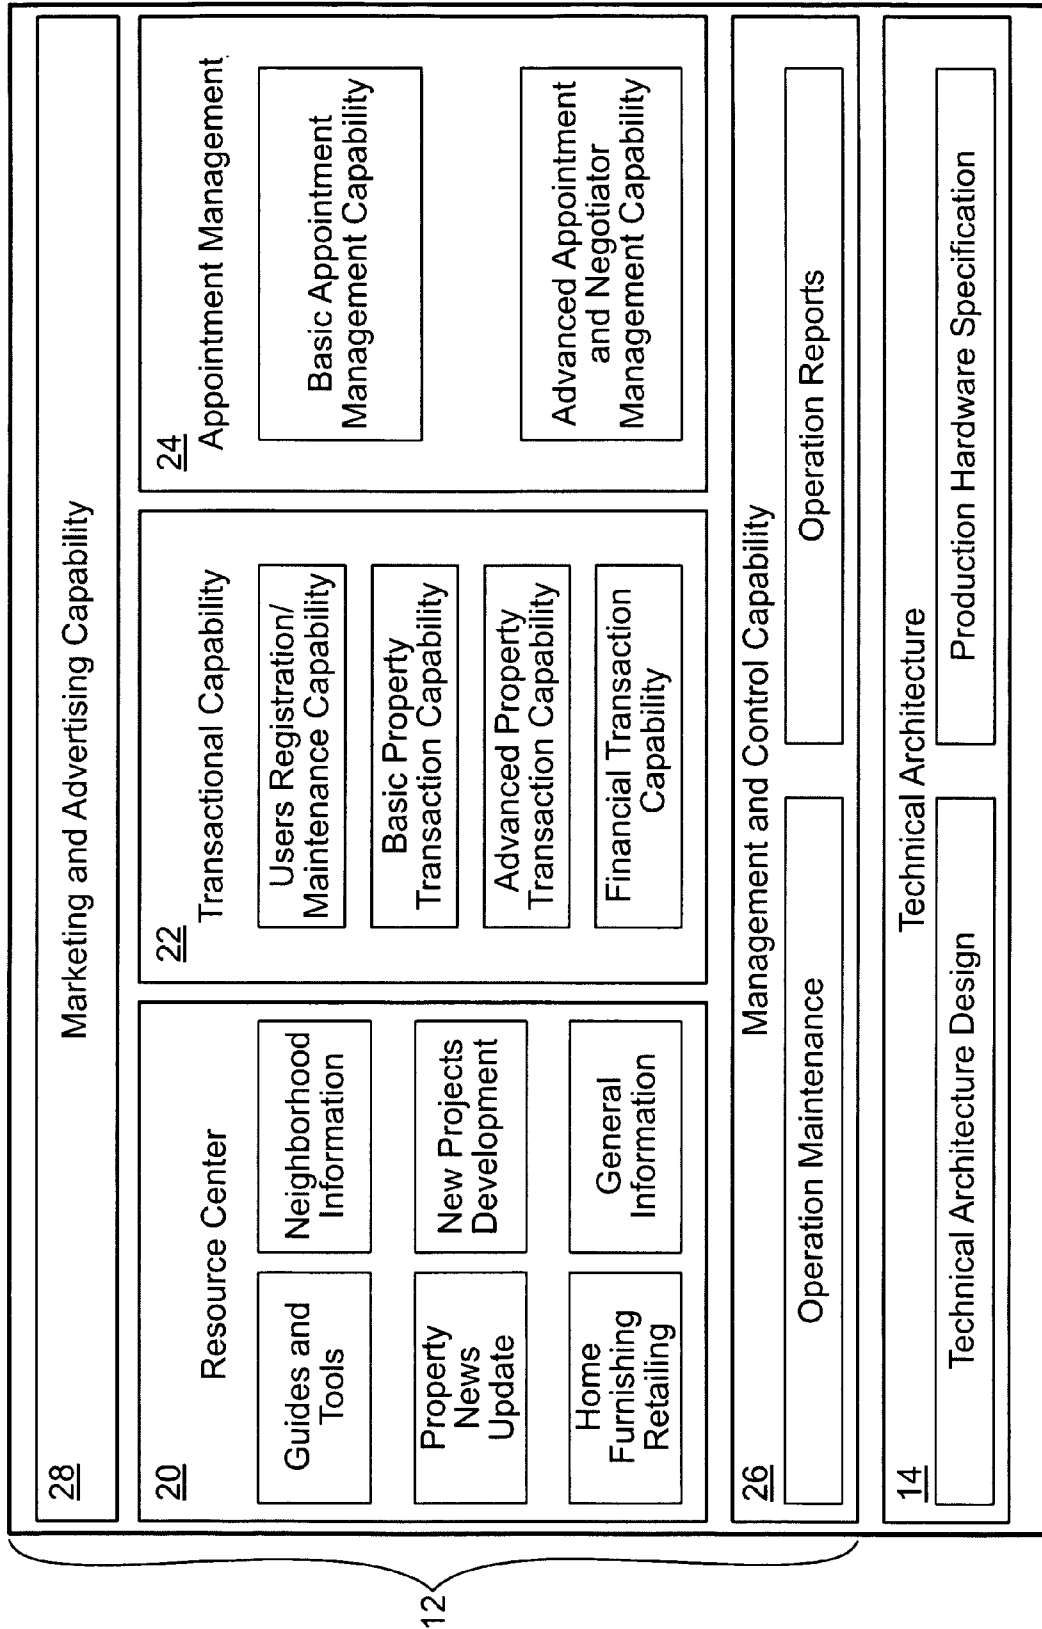 28
Marketing and Advertising Capability
20
Resource Center
Guides and
Tools
Neighborhood
Information
Property
News
Update
New Projects
Development
Home
Furnishing
Retailing
General
Information
22
Transactional Capability
Users Registration/
Maintenance Capability
Basic Property
Transaction Capability
Advanced Property
Transaction Capability
Financial Transaction
Capability
24
Appointment Management
Basic Appointment
Management Capability
Advanced Appointment
and Negotiator
Management Capability
26
Management and Control Capability
Operation Maintenance
Operation Reports
12
14
Technical Architecture
Technical Architecture Design
Production Hardware Specification